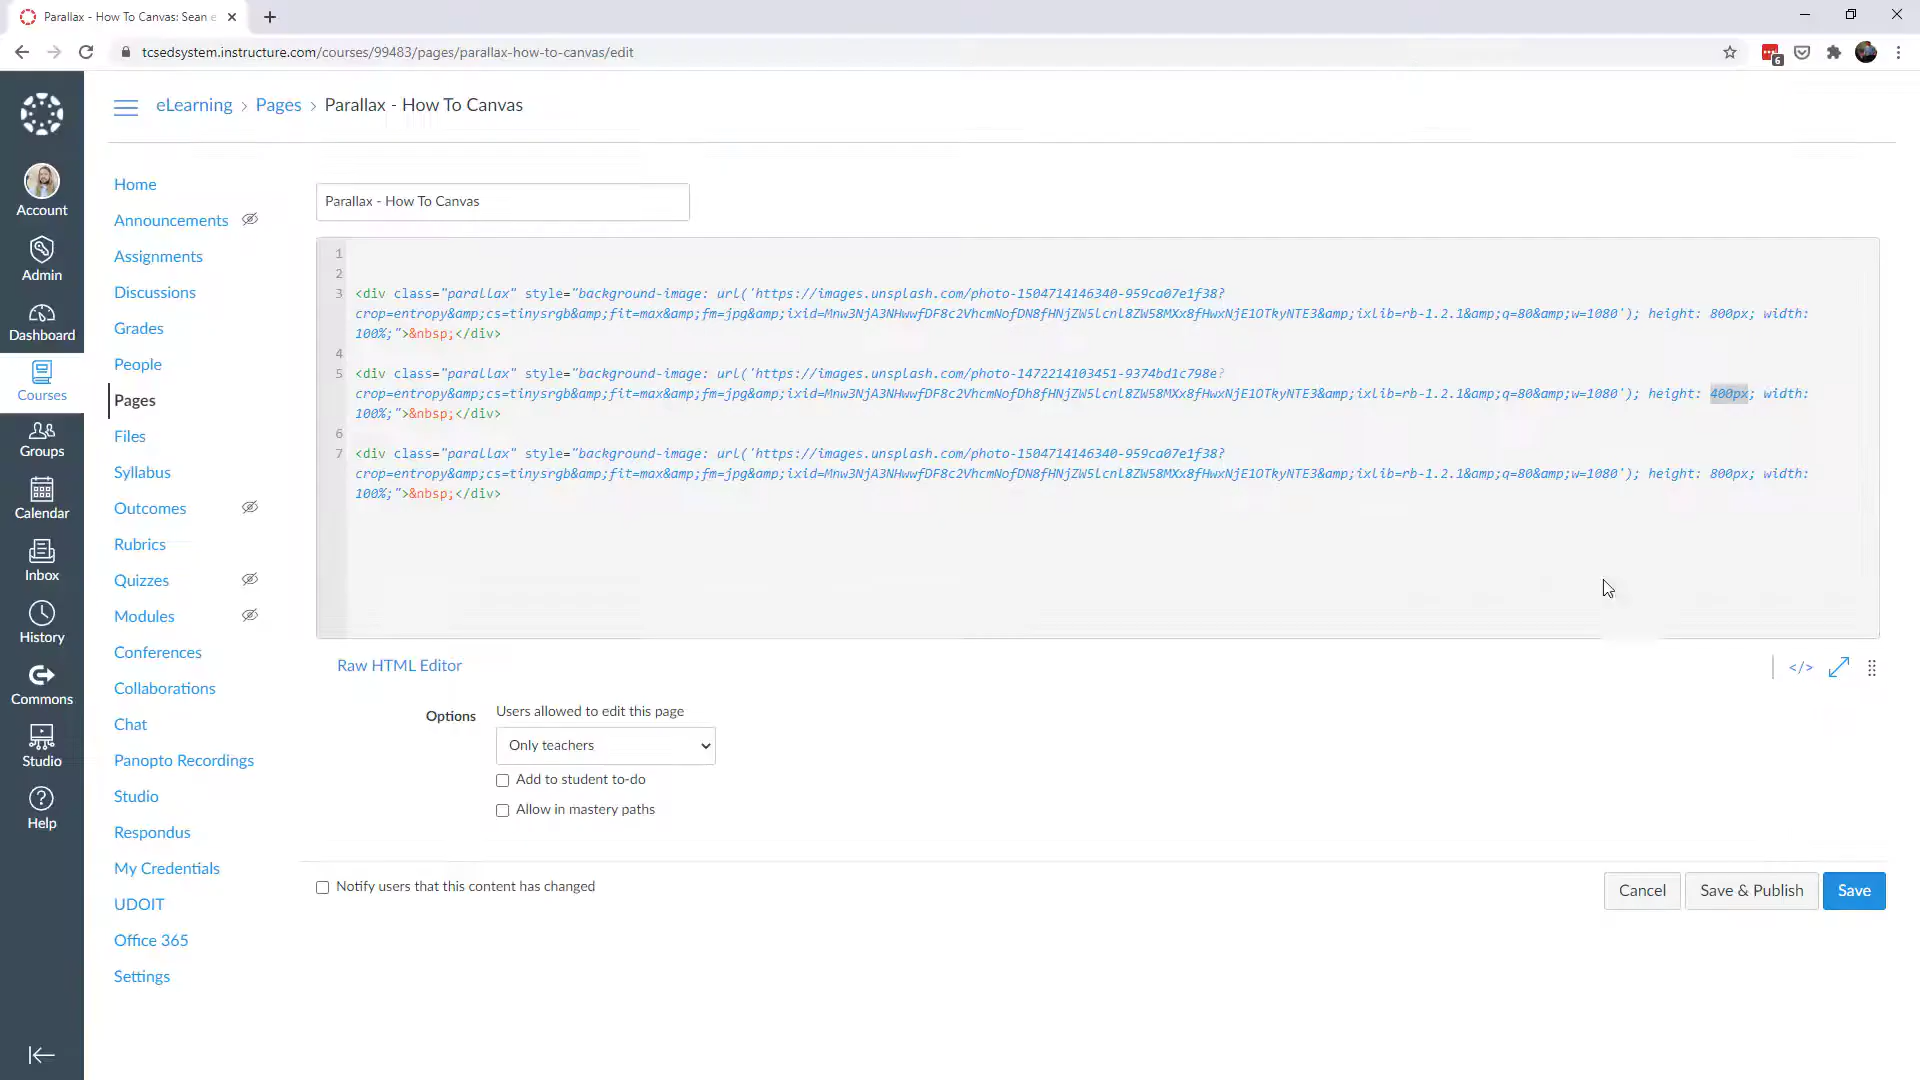 Parallax - How To Canvas: Sean e
tcsedsystem.instructure.com/courses/99483/pages/parallax-how-to-canvas/edit
6
eLearning › Pages › Parallax - How To Canvas
Account
Admin
Dashboard
Courses
Groups
Calendar
Inbox
History
Commons
Studio
Help
Home
Announcements
Assignments
Discussions
Grades
People
Pages
Files
Syllabus
Outcomes
Rubrics
Quizzes
Modules
Conferences
Collaborations
Chat
Panopto Recordings
Studio
Respondus
My Credentials
UDOIT
Office 365
Settings
Parallax - How To Canvas
1
2
3 <div class="parallax" style="background-image: url('https://images.unsplash.com/photo-1504714146340-959ca07e1f38?
crop=entropy&amp;cs=tinysrgb&amp;fit=max&amp;fm=jpg&amp;ixid=Mnw3NjA3NHwwfDF8c2VhcmNofDN8fHNjZW5lcnl8ZW58MXx8fHwxNjE1OTkyNTE3&amp;ixlib=rb-1.2.1&amp;q=80&amp;w=1080'); height: 800px; width:
100%;">&nbsp;</div>
4
5 <div class="parallax" style="background-image: url('https://images.unsplash.com/photo-1472214103451-9374bd1c798e?
crop=entropy&amp;cs=tinysrgb&amp;fit=max&amp;fm=jpg&amp;ixid=Mnw3NjA3NHwwfDF8c2VhcmNofDh8fHNjZW5lcnl8ZW58MXx8fHwxNjE1OTkyNTE3&amp;ixlib=rb-1.2.1&amp;q=80&amp;w=1080'); height: 400px; width:
100%;">&nbsp;</div>
6
7 <div class="parallax" style="background-image: url('https://images.unsplash.com/photo-1504714146340-959ca07e1f38?
crop=entropy&amp;cs=tinysrgb&amp;fit=max&amp;fm=jpg&amp;ixid=Mnw3NjA3NHwwfDF8c2VhcmNofDN8fHNjZW5lcnl8ZW58MXx8fHwxNjE1OTkyNTE3&amp;ixlib=rb-1.2.1&amp;q=80&amp;w=1080'); height: 800px; width:
100%;">&nbsp;</div>
Raw HTML Editor
</>
Options
Users allowed to edit this page
Only teachers
Add to student to-do
Allow in mastery paths
Notify users that this content has changed
Cancel
Save & Publish
Save